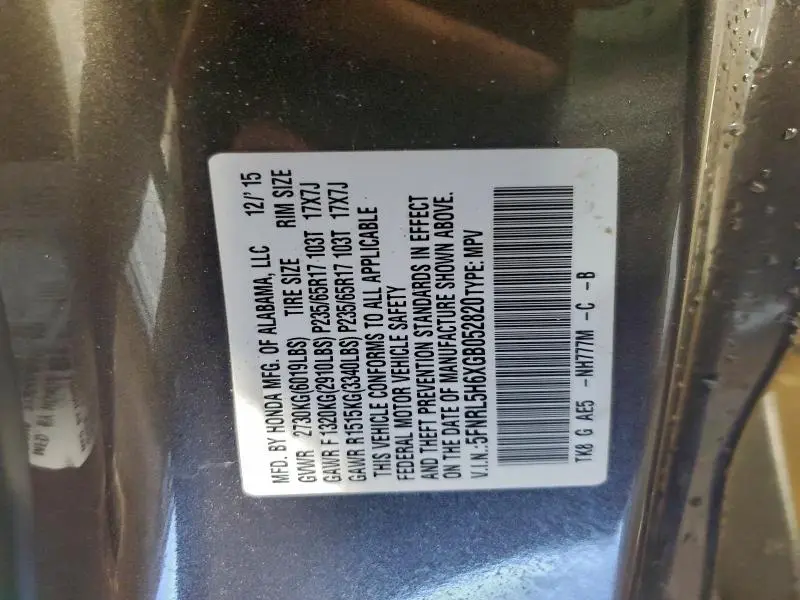 MFD. BY HONDA MFG. OF ALABAMA, LLC 12/'15
GVWR 2730KG(6019LBS) TIRE SIZE RIM SIZE
GAWR F 1320KG(2910LBS) P235/65R17 103T 17X7J
GAWR R 1515KG(3340LBS) P235/65R17 103T 17X7J
THIS VEHICLE CONFORMS TO ALL APPLICABLE
FEDERAL MOTOR VEHICLE SAFETY
AND THEFT PREVENTION STANDARDS IN EFFECT
ON THE DATE OF MANUFACTURE SHOWN ABOVE.
V.I.N.:5FNRL5H6XGB052820 TYPE: MPV
TK8 G AE5 -NH777M -C -B